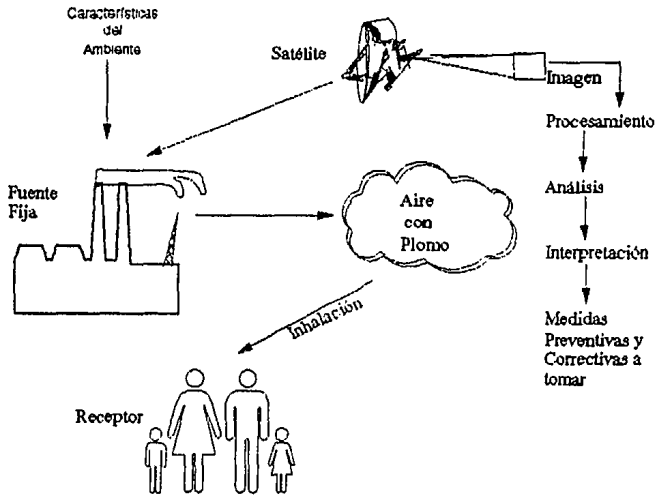 Características
del
Ambiente
Satélite
Imagen
Procesamiento
Fuente
Fija
Aire
con
Plomo
Análisis
Interpretación
Inhalación
Medidas
Preventivas y
Correctivas a
tomar
Receptor